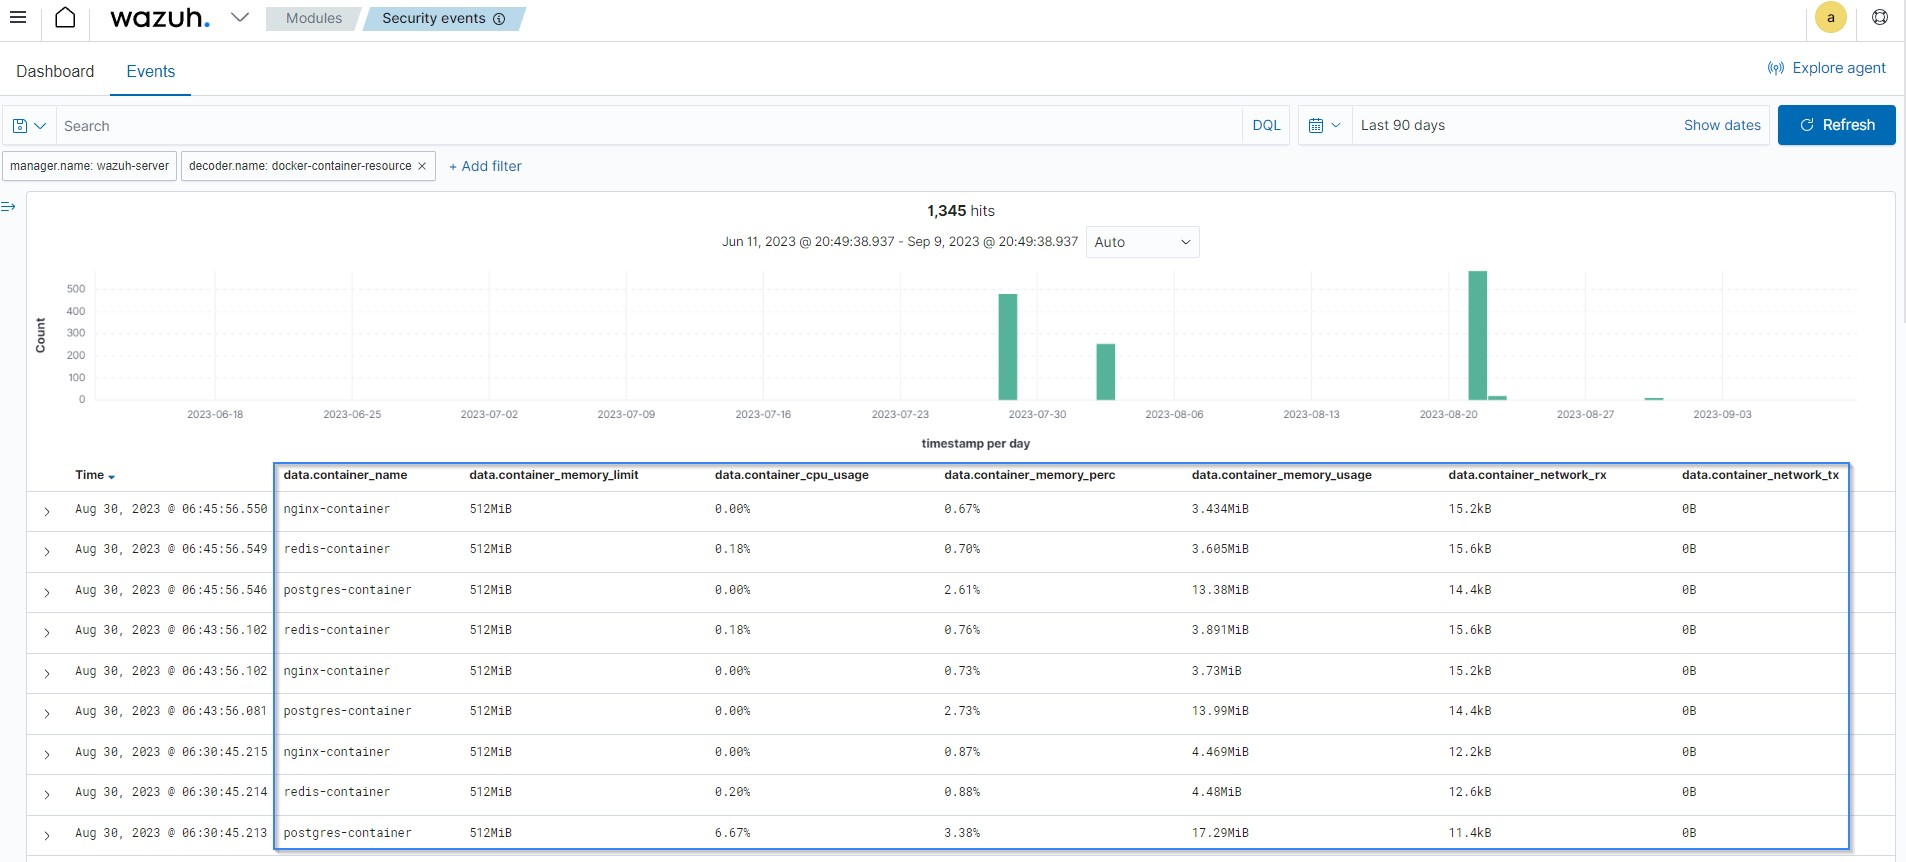 wazuh. Modules Security events a
Dashboard Events Explore agent
Search DQL Last 90 days Show dates Refresh
manager.name: wazuh-server decoder.name: docker-container-resource × + Add filter
1,345 hits
Jun 11, 2023 @ 20:49:38.937 - Sep 9, 2023 @ 20:49:38.937 Auto
Count
500
400
300
200
100
0
2023-06-18 2023-06-25 2023-07-02 2023-07-09 2023-07-16 2023-07-23 2023-07-30 2023-08-06 2023-08-13 2023-08-20 2023-08-27 2023-09-03
timestamp per day
Time data.container_name data.container_memory_limit data.container_cpu_usage data.container_memory_perc data.container_memory_usage data.container_network_rx data.container_network_tx
Aug 30, 2023 @ 06:45:56.550 nginx-container 512MiB 0.00% 0.67% 3.434MiB 15.2kB 0B
Aug 30, 2023 @ 06:45:56.549 redis-container 512MiB 0.18% 0.70% 3.605MiB 15.6kB 0B
Aug 30, 2023 @ 06:45:56.546 postgres-container 512MiB 0.00% 2.61% 13.38MiB 14.4kB 0B
Aug 30, 2023 @ 06:43:56.102 redis-container 512MiB 0.18% 0.76% 3.891MiB 15.6kB 0B
Aug 30, 2023 @ 06:43:56.102 nginx-container 512MiB 0.00% 0.73% 3.73MiB 15.2kB 0B
Aug 30, 2023 @ 06:43:56.081 postgres-container 512MiB 0.00% 2.73% 13.99MiB 14.4kB 0B
Aug 30, 2023 @ 06:30:45.215 nginx-container 512MiB 0.00% 0.87% 4.469MiB 12.2kB 0B
Aug 30, 2023 @ 06:30:45.214 redis-container 512MiB 0.20% 0.88% 4.48MiB 12.6kB 0B
Aug 30, 2023 @ 06:30:45.213 postgres-container 512MiB 6.67% 3.38% 17.29MiB 11.4kB 0B